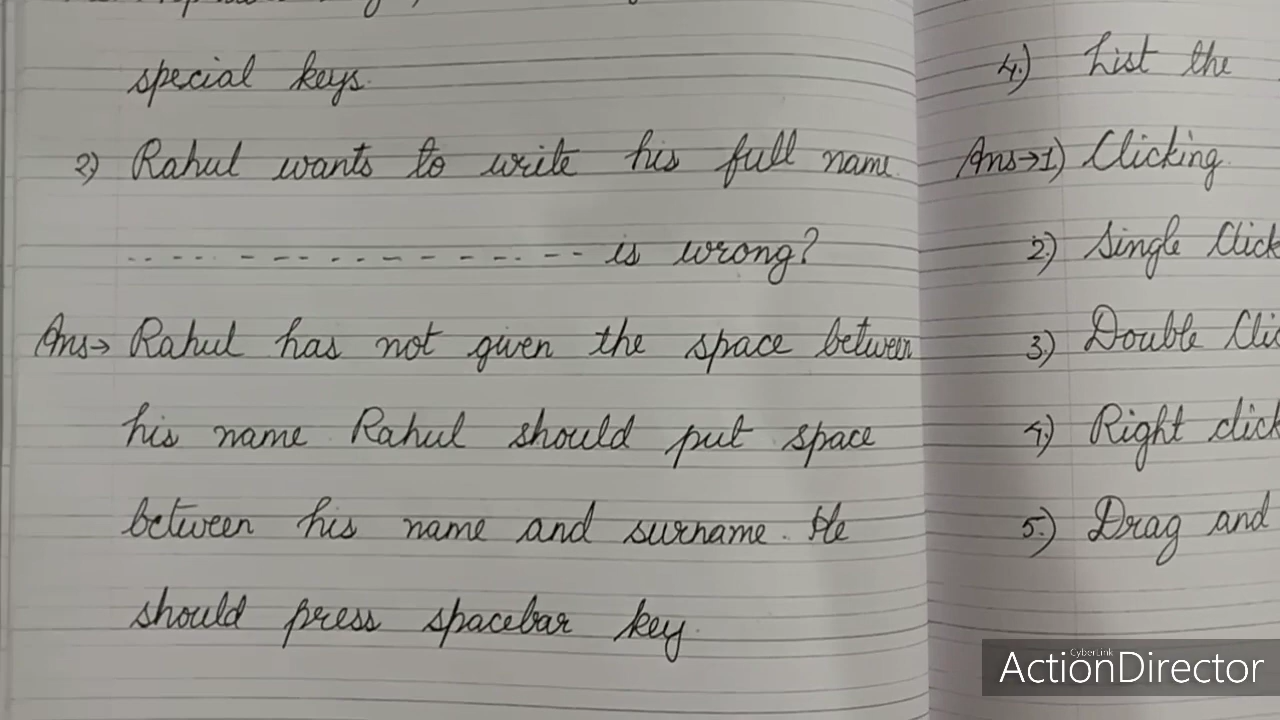 special keys.
2) Rahul wants to write his full name
.. .. - - - .. - - - - - - - - is wrong?
Ans→ Rahul has not given the space between
his name Rahul should put space
between his name and surname. He
should press spacebar key.
4.) List the
Ans→1) Clicking
2.) Single Click
3.) Double Cli
4.) Right click
5.) Drag and
CyberLink
ActionDirector